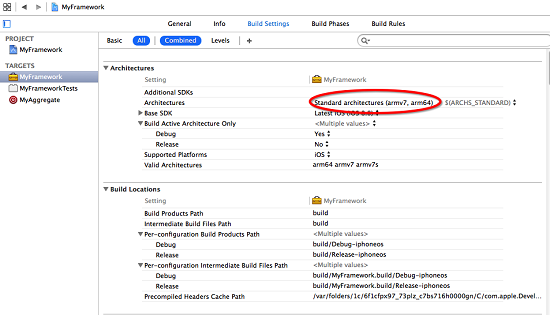 MyFramework
General Info Build Settings Build Phases Build Rules
PROJECT
MyFramework
TARGETS
MyFramework
MyFrameworkTests
MyAggregate
Basic All Combined Levels +
Architectures
Setting MyFramework
Additional SDKs
Architectures Standard architectures (armv7, arm64) - $(ARCHS_STANDARD)
Base SDK Latest iOS (iOS 8.0)
Build Active Architecture Only <Multiple values>
Debug Yes
Release No
Supported Platforms iOS
Valid Architectures arm64 armv7 armv7s
Build Locations
Setting MyFramework
Build Products Path build
Intermediate Build Files Path build
Per-configuration Build Products Path <Multiple values>
Debug build/Debug-iphoneos
Release build/Release-iphoneos
Per-configuration Intermediate Build Files Path <Multiple values>
Debug build/MyFramework.build/Debug-iphoneos
Release build/MyFramework.build/Release-iphoneos
Precompiled Headers Cache Path /var/folders/1c/6f1cfpx97_73plz_c7bs716h0000gn/C/com.apple.Devel...